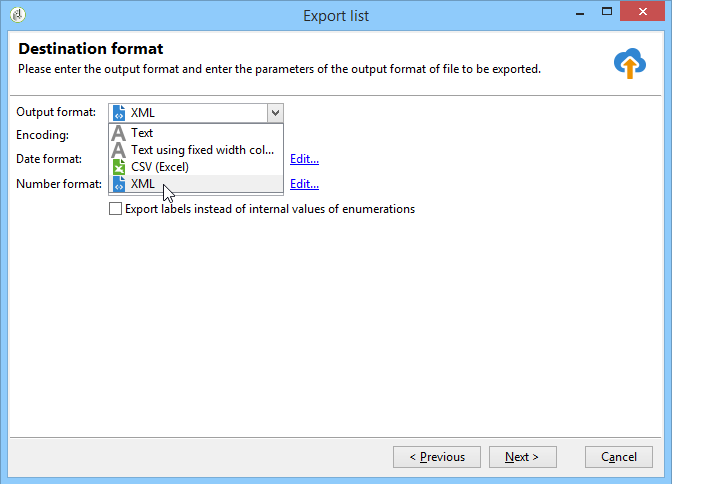 Export list
Destination format
Please enter the output format and enter the parameters of the output format of file to be exported.
Output format: XML
Encoding: Text
Text using fixed width col...
Date format: CSV (Excel) Edit...
Number format: XML Edit...
Export labels instead of internal values of enumerations
< Previous Next > Cancel